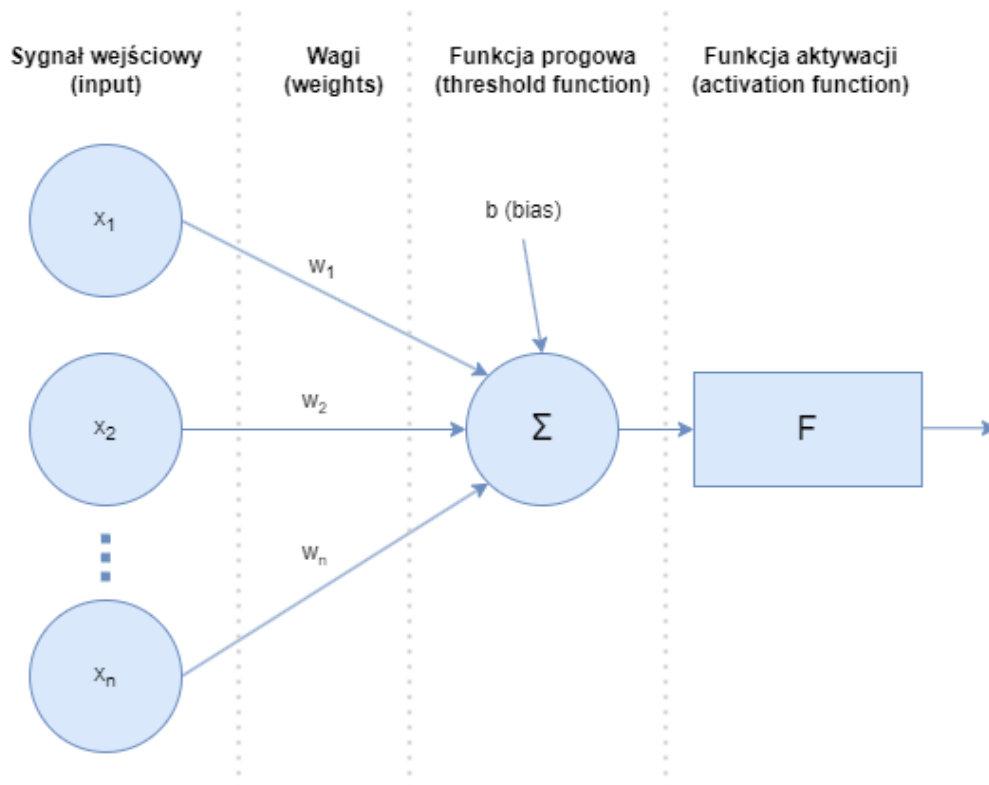 Sygnał wejściowy
(input)
Wagi
(weights)
Funkcja progowa
(threshold function)
Funkcja aktywacji
(activation function)
x₁
b (bias)
w₁
x₂
w₂
Σ
F
wₙ
xₙ